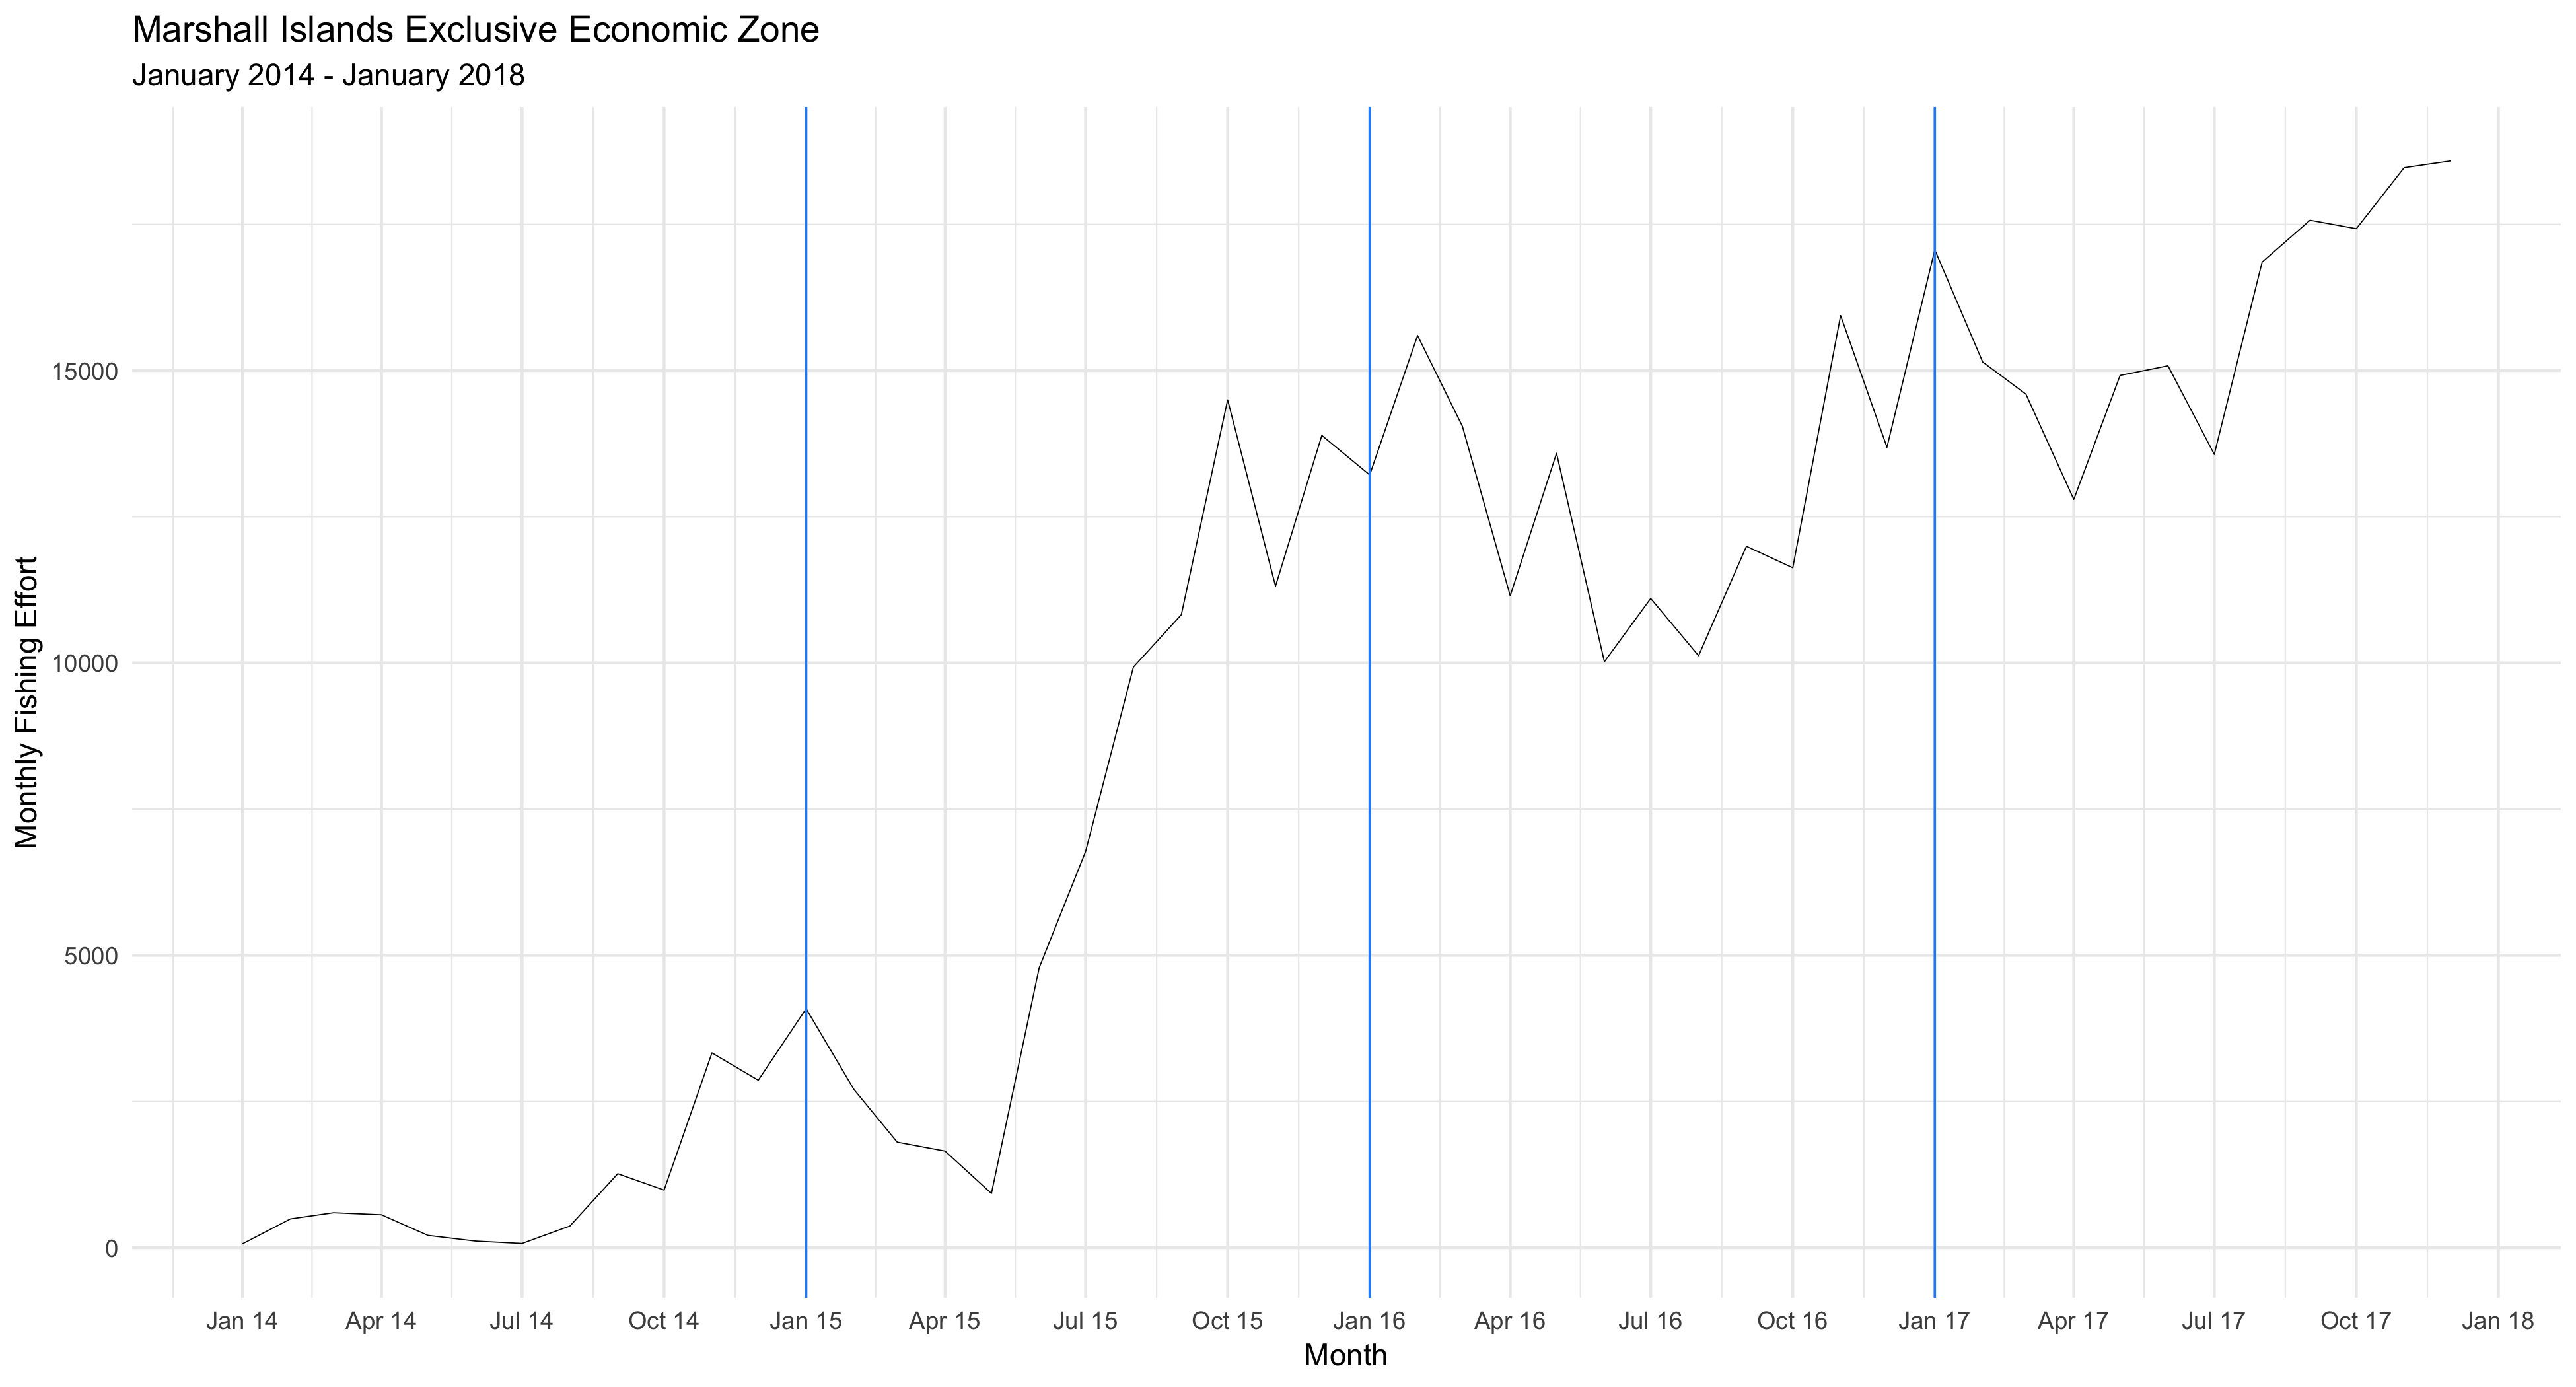 Marshall Islands Exclusive Economic Zone
January 2014 - January 2018
Monthly Fishing Effort
15000
10000
5000
0
Jan 14 Apr 14 Jul 14 Oct 14 Jan 15 Apr 15 Jul 15 Oct 15 Jan 16 Apr 16 Jul 16 Oct 16 Jan 17 Apr 17 Jul 17 Oct 17 Jan 18
Month